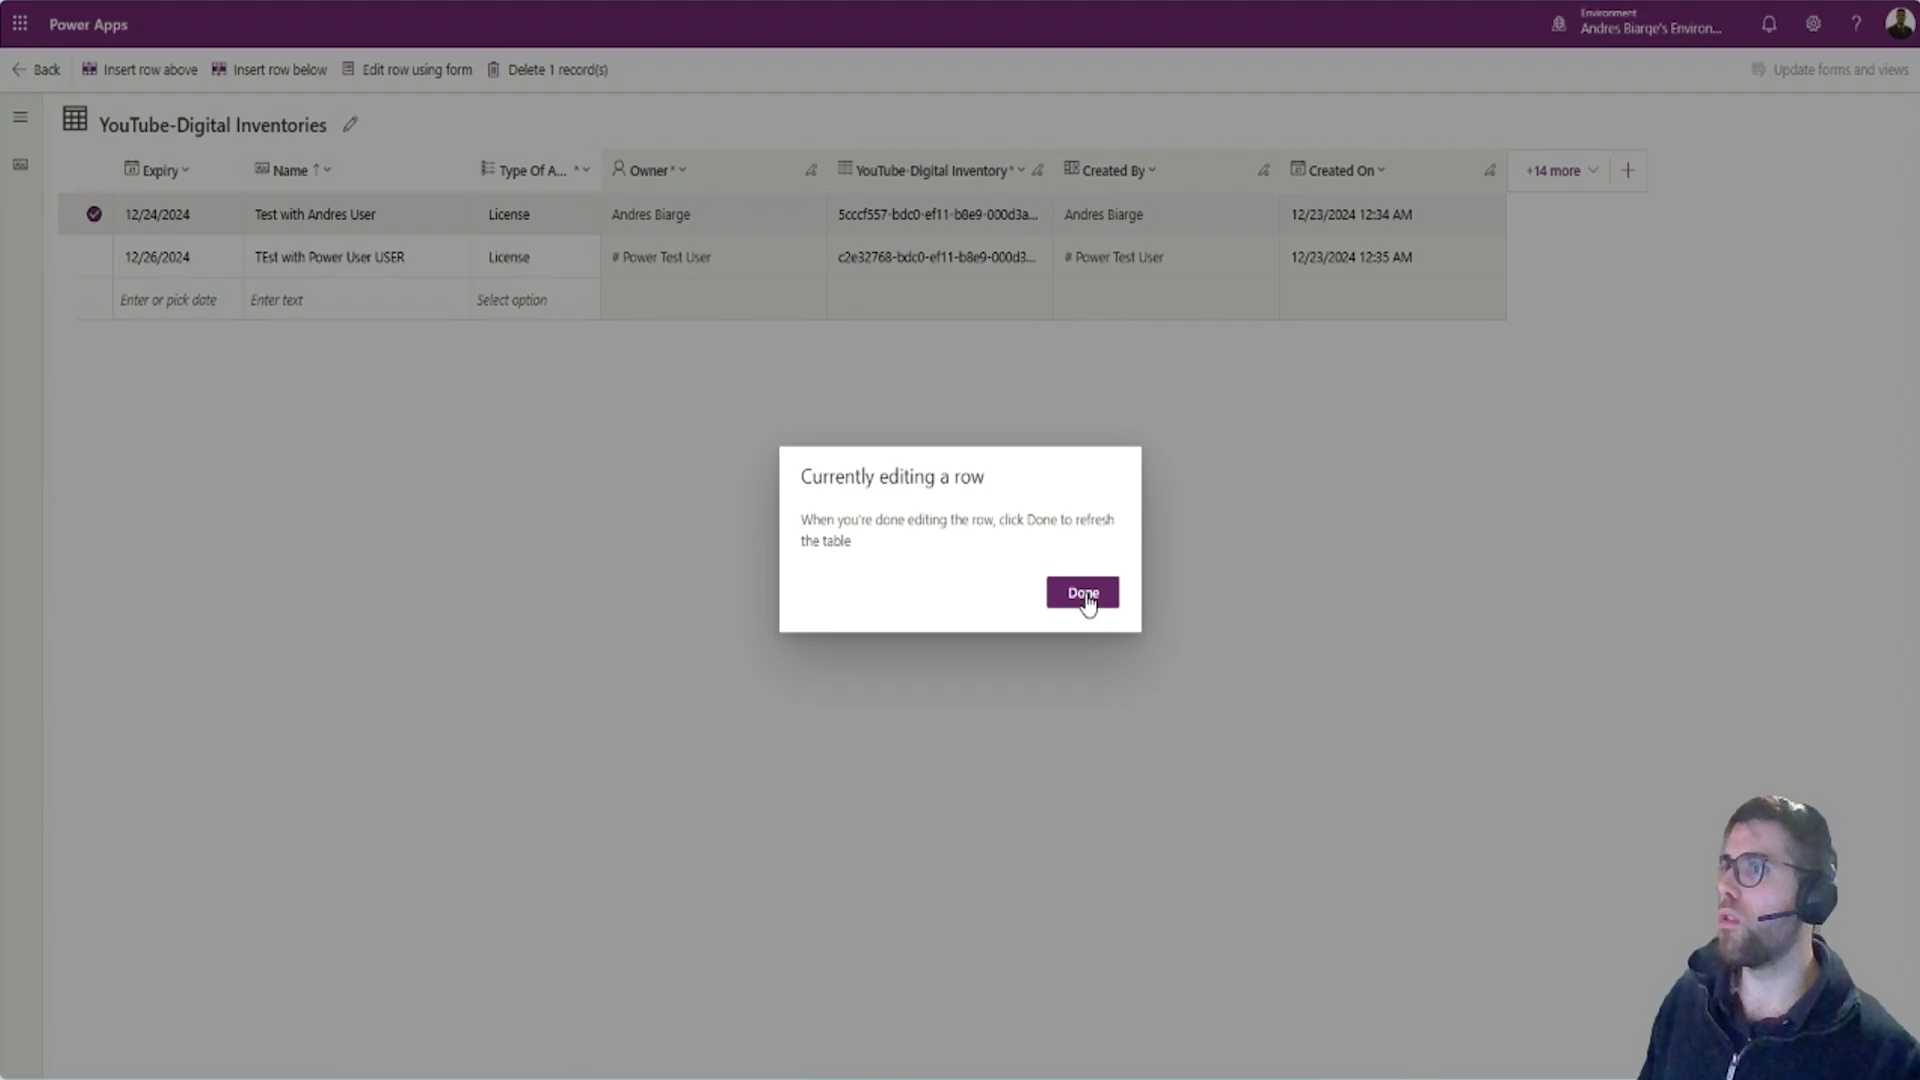 Power Apps
Environment
Andres Biarge's Environ...
Back
Insert row above
Insert row below
Edit row using form
Delete 1 record(s)
Update forms and views
YouTube-Digital Inventories
Expiry
Name ↑
Type Of A... *
Owner *
YouTube-Digital Inventory *
Created By
Created On
+14 more
12/24/2024
Test with Andres User
License
Andres Biarge
5cccf557-bdc0-ef11-b8e9-000d3a...
Andres Biarge
12/23/2024 12:34 AM
12/26/2024
TEst with Power User USER
License
# Power Test User
c2e32768-bdc0-ef11-b8e9-000d3...
# Power Test User
12/23/2024 12:35 AM
Enter or pick date
Enter text
Select option
Currently editing a row
When you're done editing the row, click Done to refresh
the table
Done